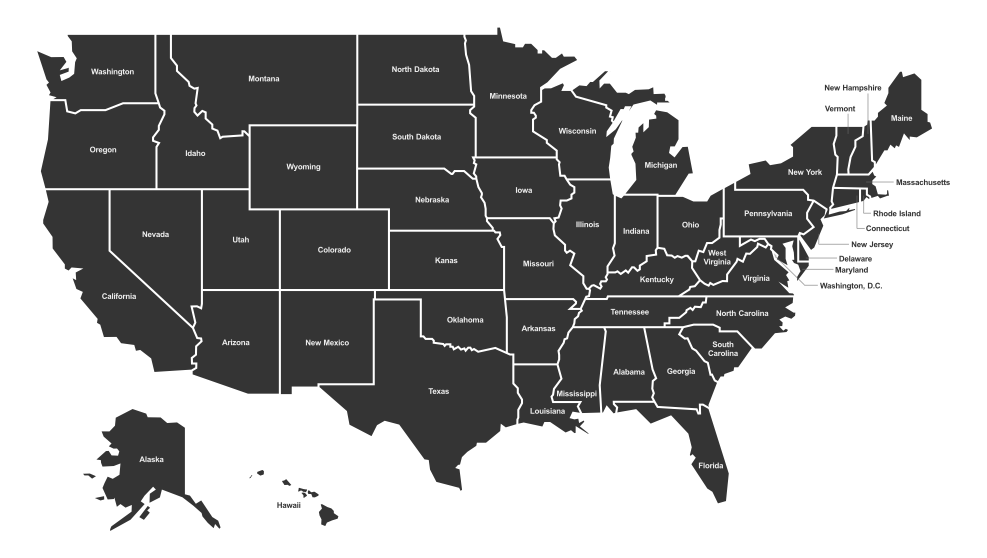 Washington
Montana
North Dakota
Minnesota
New Hampshire
Vermont
Maine
Oregon
Idaho
Wyoming
South Dakota
Wisconsin
Michigan
New York
Massachusetts
Nebraska
Iowa
Illinois
Indiana
Ohio
Pennsylvania
Rhode Island
Connecticut
New Jersey
Nevada
Utah
Colorado
Kanas
Missouri
West
Virginia
Kentucky
Virginia
Delaware
Maryland
Washington, D.C.
California
Arizona
New Mexico
Oklahoma
Arkansas
Tennessee
North Carolina
South
Carolina
Texas
Louisiana
Mississippi
Alabama
Georgia
Florida
Alaska
Hawaii